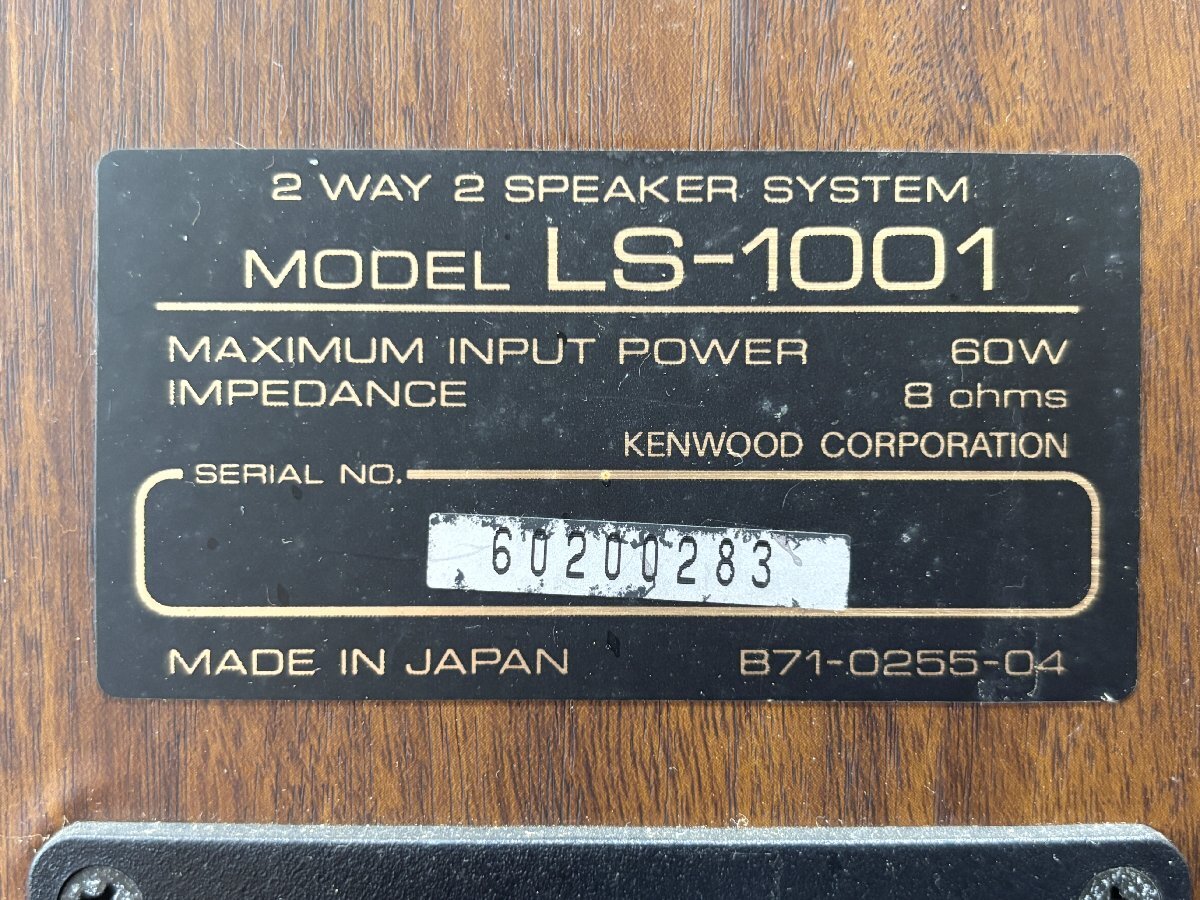 2 WAY 2 SPEAKER SYSTEM
MODEL LS-1001
MAXIMUM INPUT POWER 60W
IMPEDANCE 8 ohms
KENWOOD CORPORATION
SERIAL NO.
60200283
MADE IN JAPAN B71-0255-04